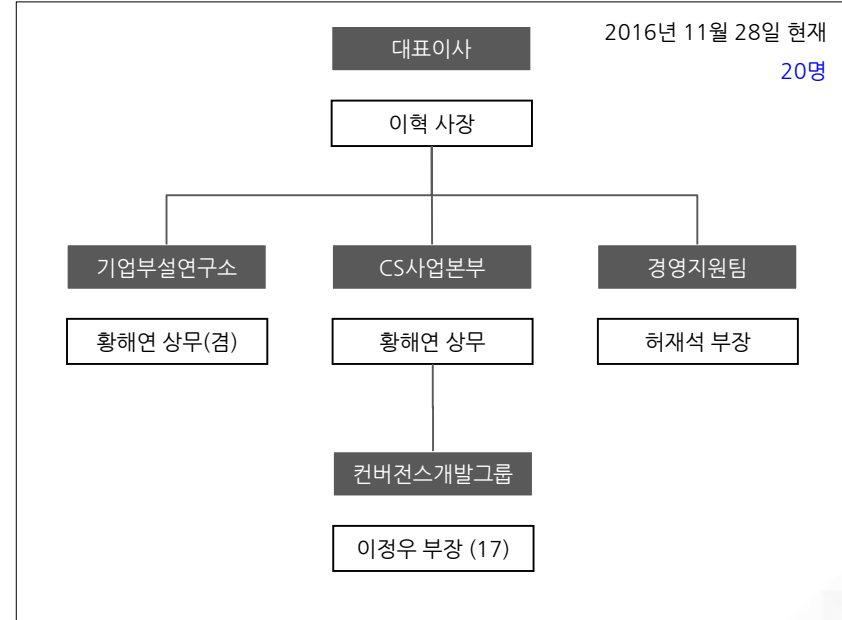 2016년 11월 28일 현재
20명
대표이사
이혁 사장
기업부설연구소
CS사업본부
경영지원팀
황해연 상무(겸)
황해연 상무
허재석 부장
컨버전스개발그룹
이정우 부장 (17)